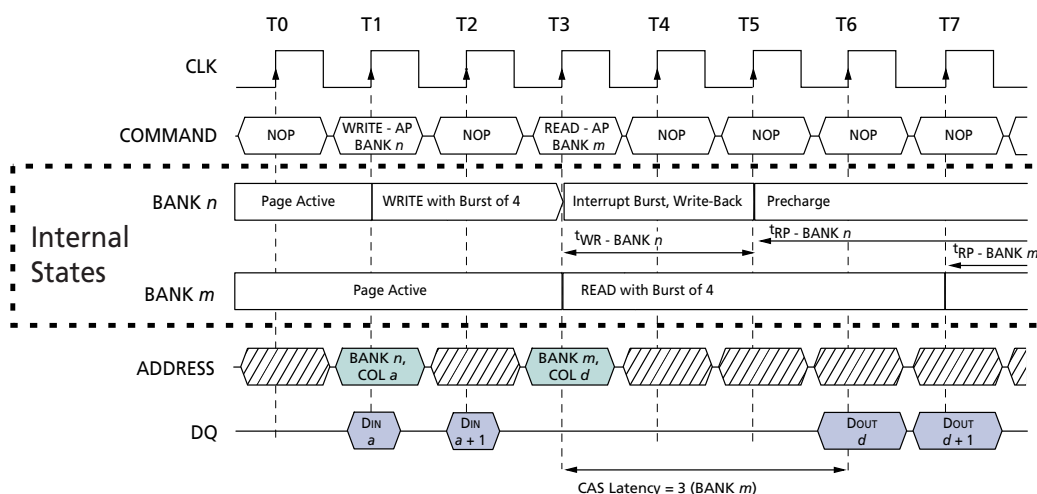 T0 T1 T2 T3 T4 T5 T6 T7
CLK
COMMAND NOP WRITE - AP NOP READ - AP NOP NOP NOP NOP
BANK n BANK m
BANK n Page Active WRITE with Burst of 4 Interrupt Burst, Write-Back Precharge
Internal
States
tWR - BANK n tRP - BANK n
tRP - BANK m
BANK m Page Active READ with Burst of 4
ADDRESS BANK n, BANK m,
COL a COL d
DQ DIN DIN DOUT DOUT
a a + 1 d d + 1
CAS Latency = 3 (BANK m)